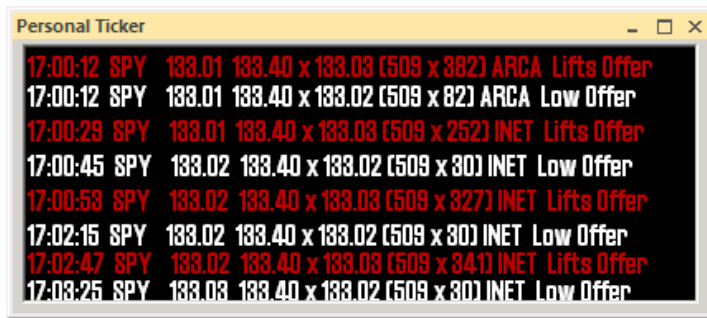 Personal Ticker
17:00:12 SPY 133.01 133.40 x 133.03 (509 x 382) ARCA Lifts Offer
17:00:12 SPY 133.01 133.40 x 133.02 (509 x 82) ARCA Low Offer
17:00:29 SPY 133.01 133.40 x 133.03 (509 x 252) INET Lifts Offer
17:00:45 SPY 133.02 133.40 x 133.02 (509 x 30) INET Low Offer
17:00:53 SPY 133.02 133.40 x 133.03 (509 x 327) INET Lifts Offer
17:02:15 SPY 133.02 133.40 x 133.02 (509 x 30) INET Low Offer
17:02:47 SPY 133.02 133.40 x 133.03 (509 x 341) INET Lifts Offer
17:03:25 SPY 133.03 133.40 x 133.02 (509 x 30) INET Low Offer